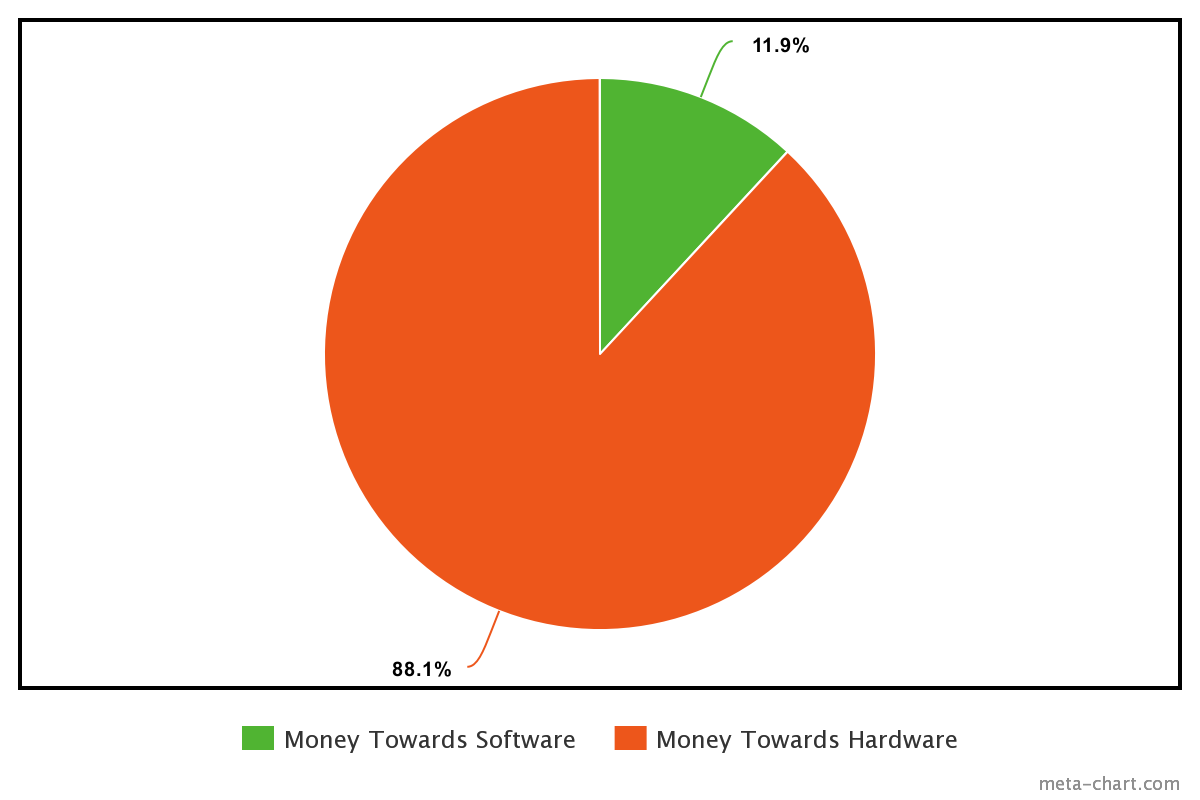 11.9%
88.1%
Money Towards Software
Money Towards Hardware
meta-chart.com